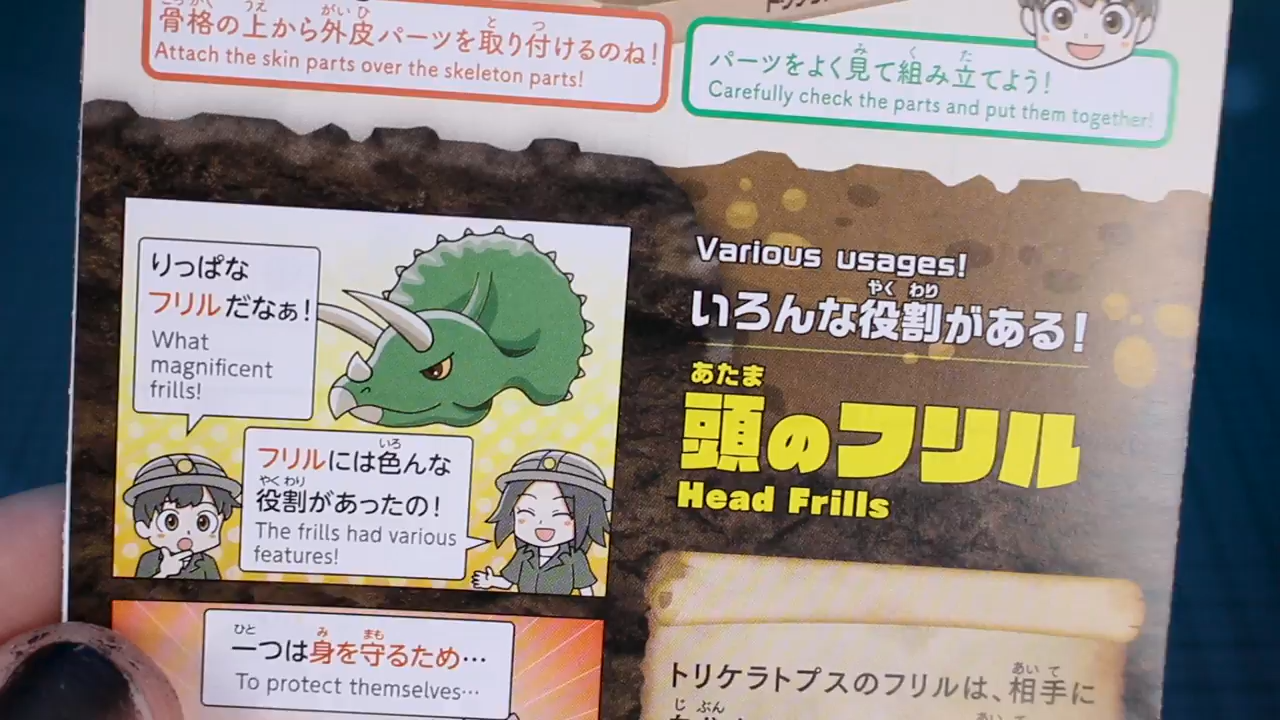 骨格の上から外皮パーツを取り付けるのね!
Attach the skin parts over the skeleton parts!
パーツをよく見て組み立てよう!
Carefully check the parts and put them together!
りっぱな
フリルだなぁ!
What
magnificent
frills!
フリルには色んな
役割があったの!
The frills had various
features!
一つは身を守るため…
To protect themselves…
Various usages!
いろんな役割がある!
頭のフリル
Head Frills
トリケラトプスのフリルは、相手に